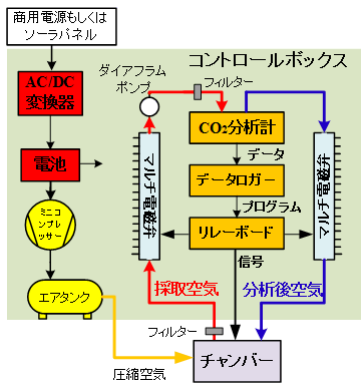 商用電源もしくは
ソーラパネル
コントロールボックス
ダイアフラム
ポンプ
フィルター
AC/DC
変換器
CO₂分析計
データ
電池
マルチ電磁弁
データロガー
マルチ電磁弁
プログラム
ミニコ
ンプレ
ッサー
リレーボード
信号
エアタンク
採取空気
分析後空気
フィルター
チャンバー
圧縮空気